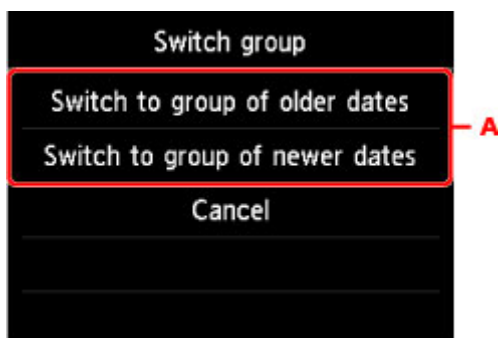 Switch group
Switch to group of older dates
A
Switch to group of newer dates
Cancel